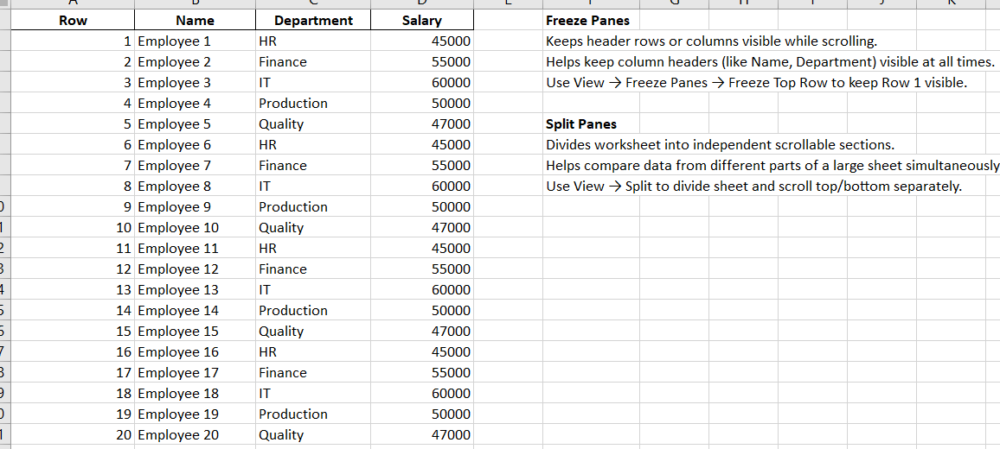 Row Name Department Salary Freeze Panes
1 Employee 1 HR 45000 Keeps header rows or columns visible while scrolling.
2 Employee 2 Finance 55000 Helps keep column headers (like Name, Department) visible at all times.
3 Employee 3 IT 60000 Use View → Freeze Panes → Freeze Top Row to keep Row 1 visible.
4 Employee 4 Production 50000
5 Employee 5 Quality 47000 Split Panes
6 Employee 6 HR 45000 Divides worksheet into independent scrollable sections.
7 Employee 7 Finance 55000 Helps compare data from different parts of a large sheet simultaneously
8 Employee 8 IT 60000 Use View → Split to divide sheet and scroll top/bottom separately.
9 Employee 9 Production 50000
10 Employee 10 Quality 47000
11 Employee 11 HR 45000
12 Employee 12 Finance 55000
13 Employee 13 IT 60000
14 Employee 14 Production 50000
15 Employee 15 Quality 47000
16 Employee 16 HR 45000
17 Employee 17 Finance 55000
18 Employee 18 IT 60000
19 Employee 19 Production 50000
20 Employee 20 Quality 47000